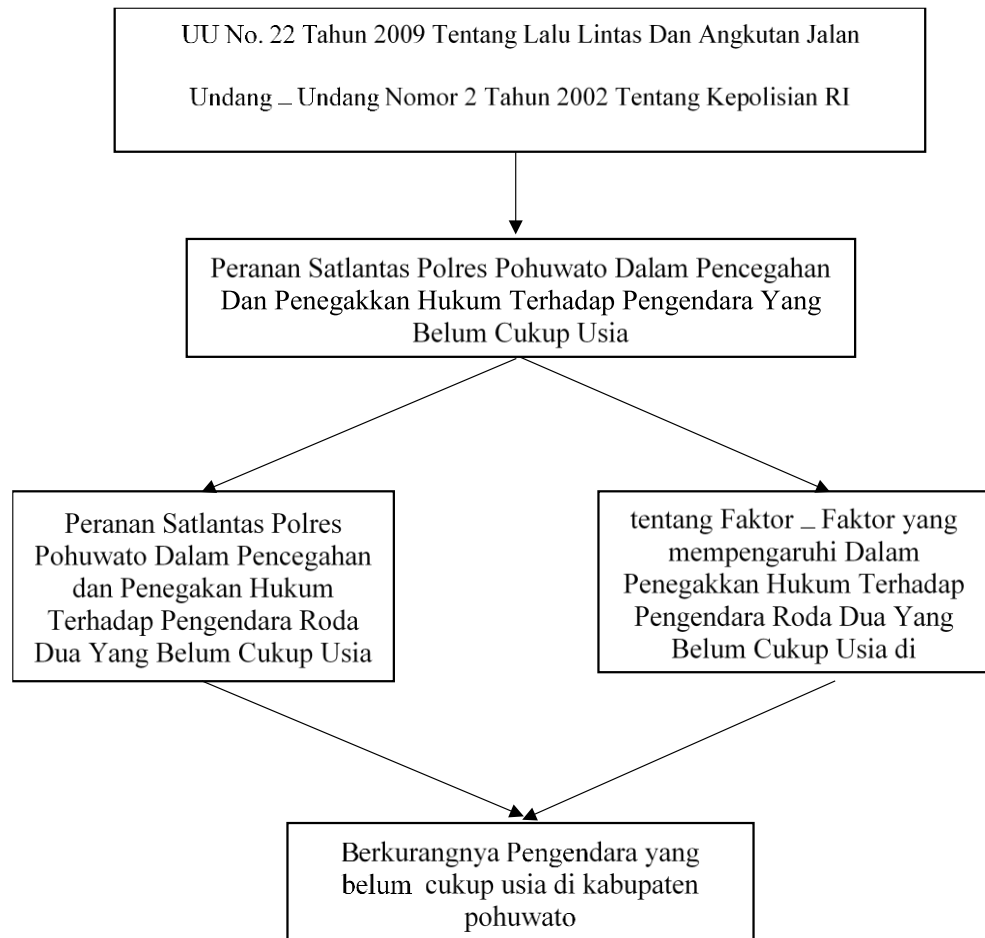 UU No. 22 Tahun 2009 Tentang Lalu Lintas Dan Angkutan Jalan
Undang – Undang Nomor 2 Tahun 2002 Tentang Kepolisian RI
Peranan Satlantas Polres Pohuwato Dalam Pencegahan
Dan Penegakkan Hukum Terhadap Pengendara Yang
Belum Cukup Usia
Peranan Satlantas Polres
Pohuwato Dalam Pencegahan
dan Penegakan Hukum
Terhadap Pengendara Roda
Dua Yang Belum Cukup Usia
tentang Faktor – Faktor yang
mempengaruhi Dalam
Penegakkan Hukum Terhadap
Pengendara Roda Dua Yang
Belum Cukup Usia di
Berkurangnya Pengendara yang
belum cukup usia di kabupaten
pohuwato